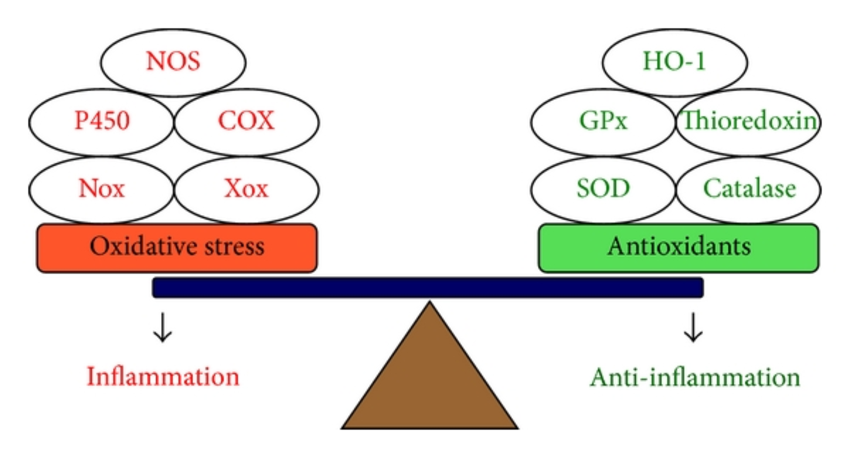 NOS
P450
COX
Nox
Xox
Oxidative stress
Inflammation
HO-1
GPx
Thioredoxin
SOD
Catalase
Antioxidants
Anti-inflammation